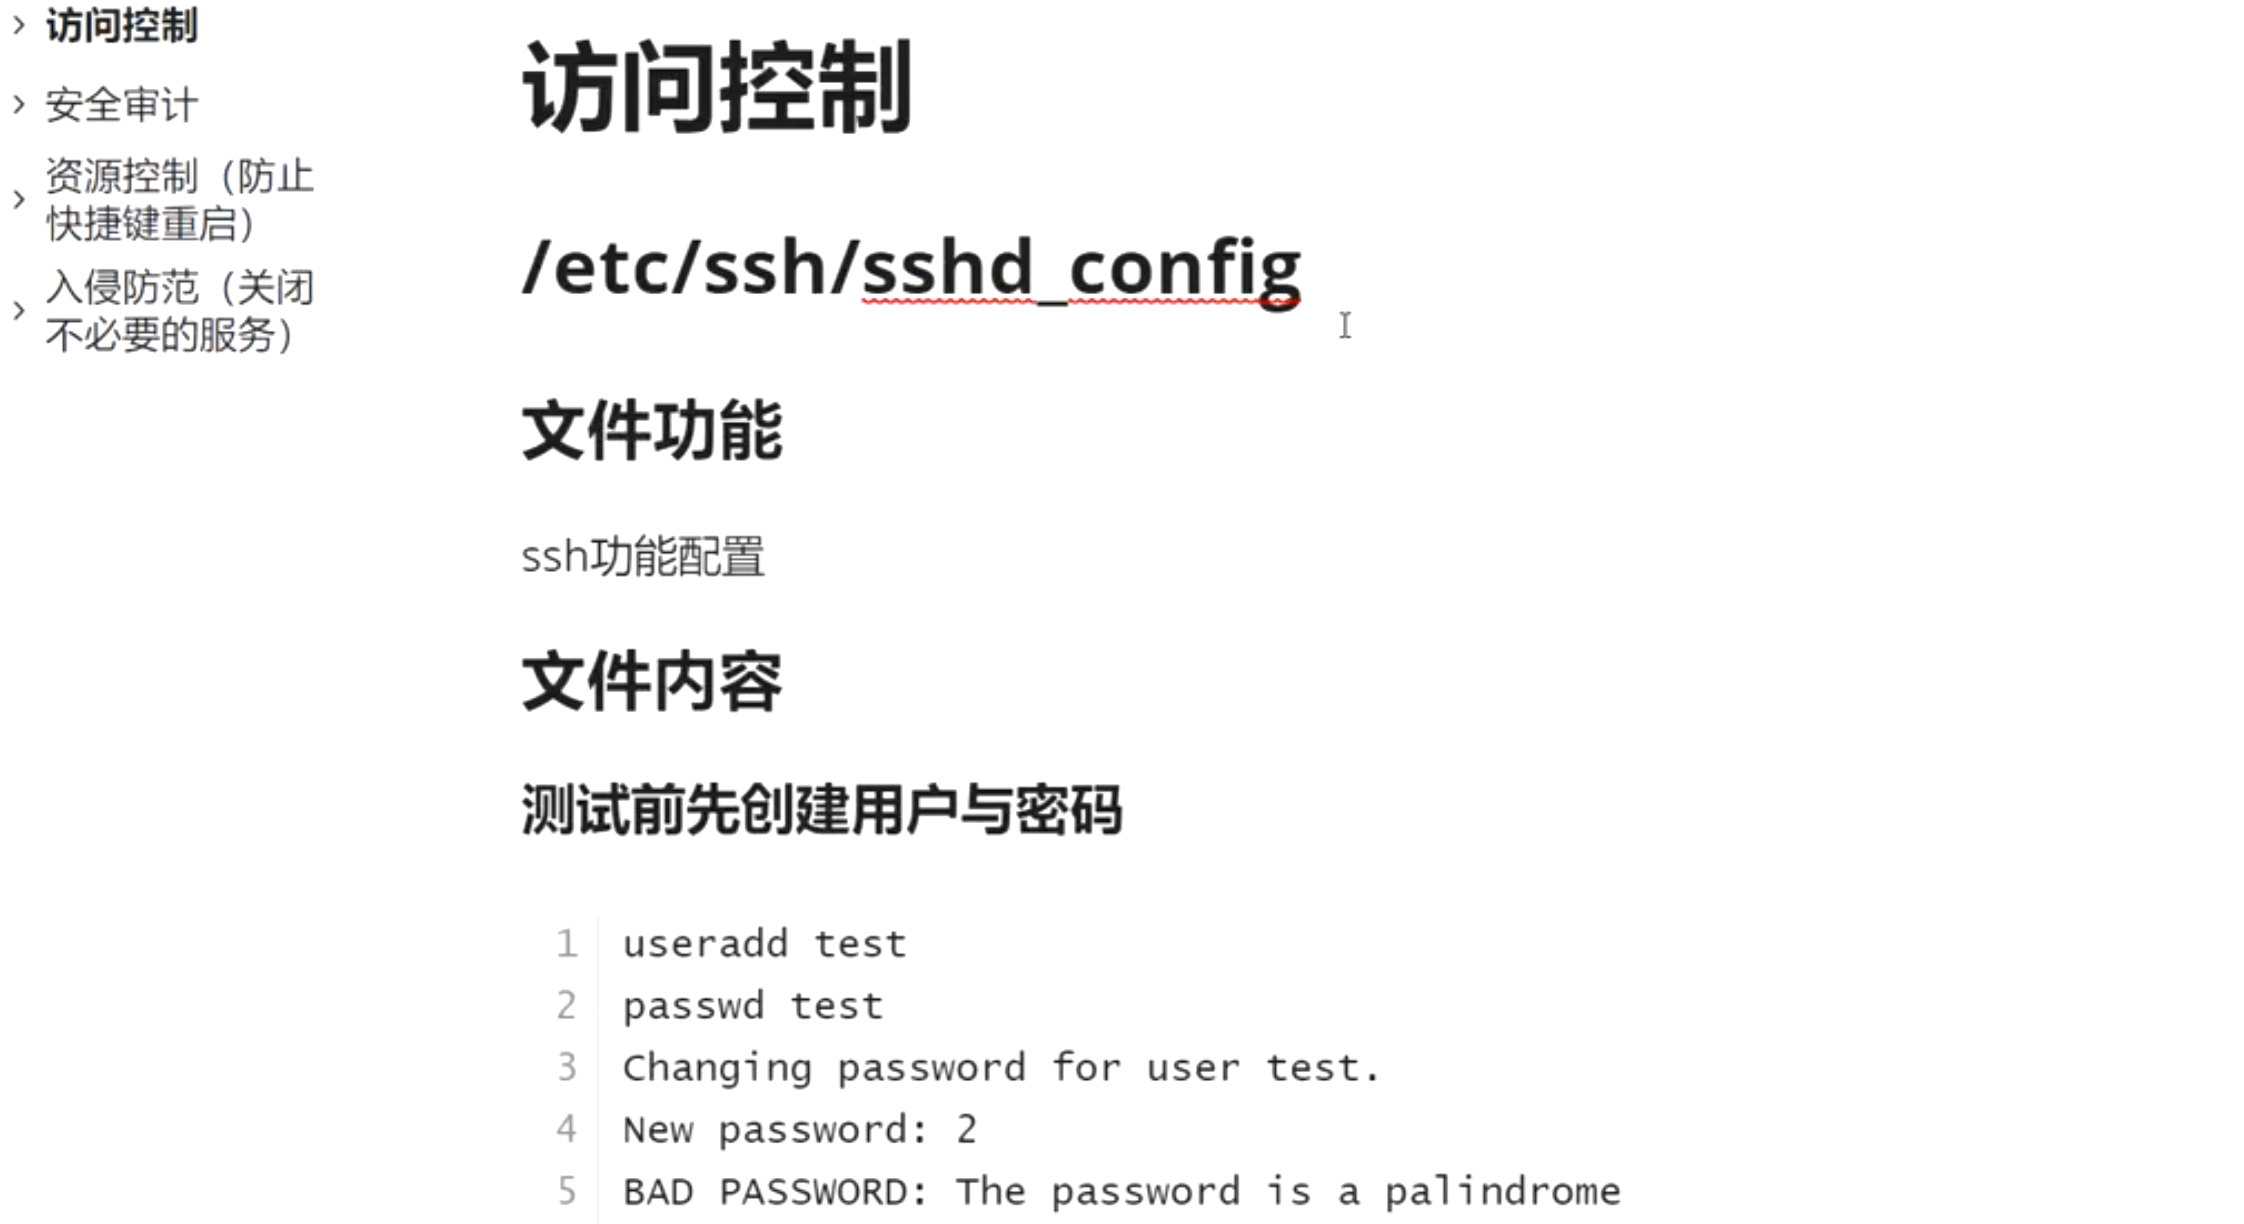 访问控制
安全审计
资源控制（防止
快捷键重启）
入侵防范（关闭
不必要的服务）
访问控制
/etc/ssh/sshd_config
文件功能
ssh功能配置
文件内容
测试前先创建用户与密码
1 useradd test
2 passwd test
3 Changing password for user test.
4 New password: 2
5 BAD PASSWORD: The password is a palindrome